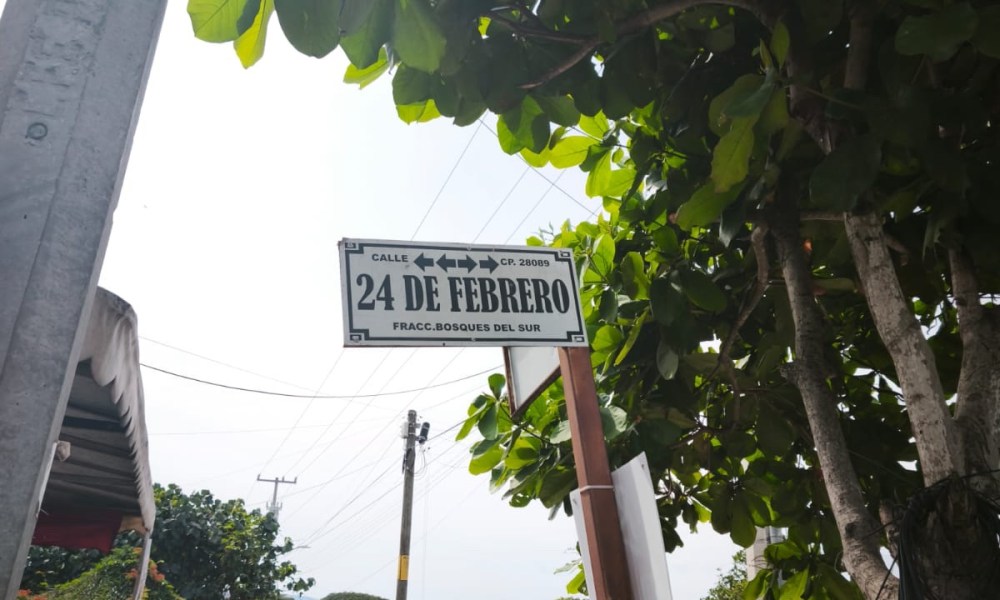 CALLE CP. 28089
24 DE FEBRERO
FRACC.BOSQUES DEL SUR